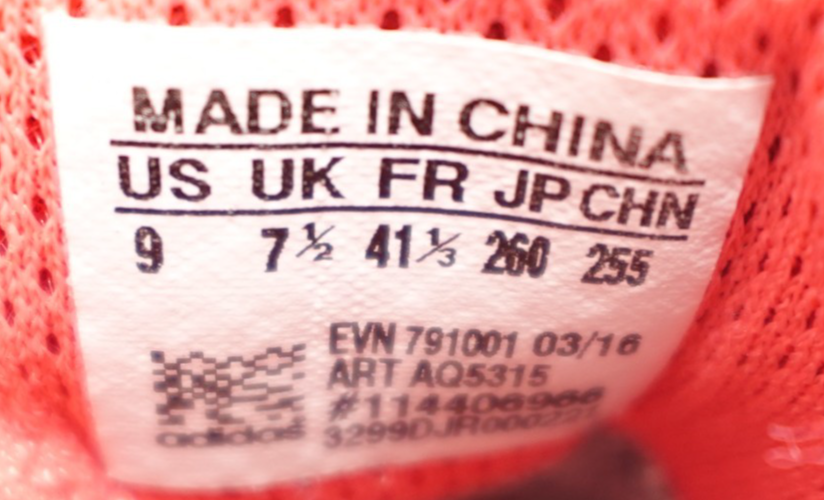 MADE IN CHINA
US UK FR JP CHN
9 7½ 41⅓ 260 255
EVN 791001 03/16
ART AQ5315
#114406966
adidas